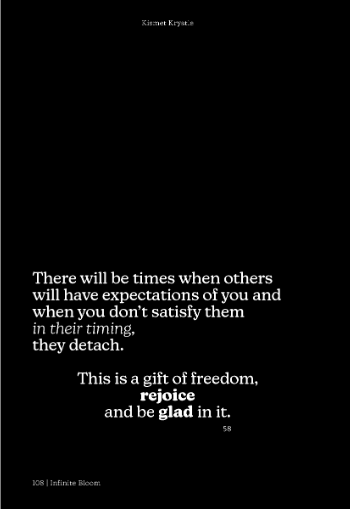 Kismet Kryatis
There will be times when others
will have expectations of you and
when you don't satisfy them
in their timing,
they detach.
This is a gift of freedom,
rejoice
and be glad in it.
58
108 | Infinite Bloom